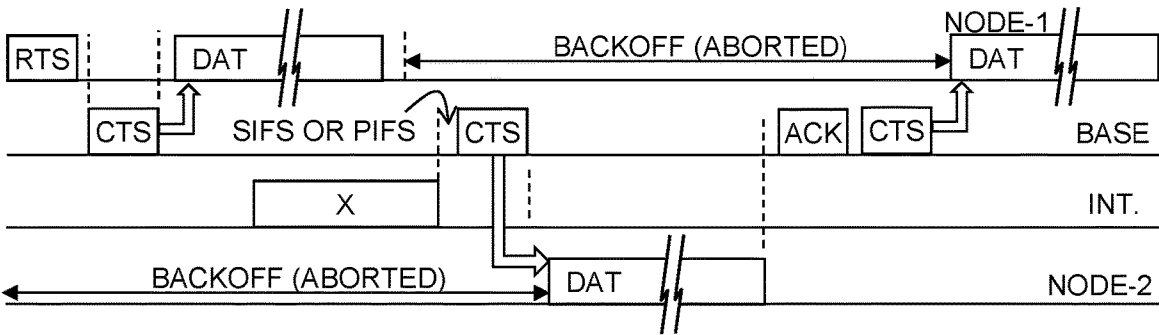 NODE-1
RTS DAT BACKOFF (ABORTED) DAT
CTS SIFS OR PIFS CTS ACK CTS BASE
X INT.
BACKOFF (ABORTED) DAT NODE-2